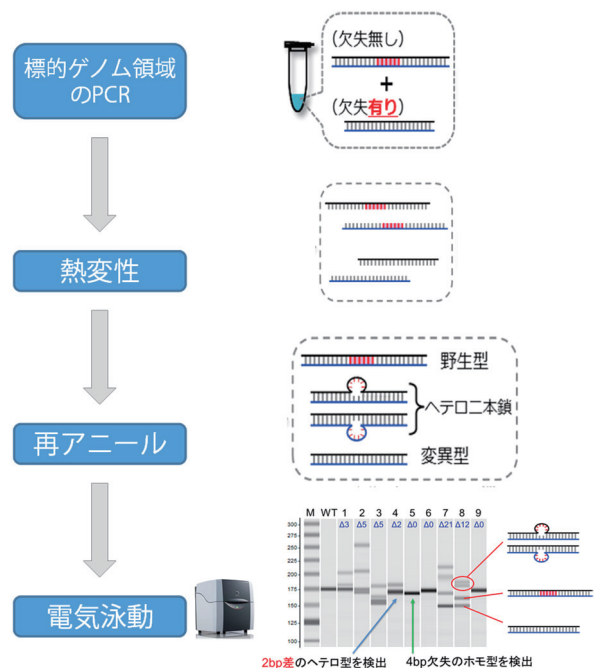 標的ゲノム領域
のPCR
(欠失無し)
+
(欠失有り)
熱変性
再アニール
野生型
ヘテロ二本鎖
変異型
電気泳動
M WT 1 2 3 4 5 6 7 8 9
Δ3 Δ5 Δ5 Δ2 Δ0 Δ0 Δ21 Δ12 Δ0
300
275
250
225
200
175
150
125
100
2bp差のヘテロ型を検出
4bp欠失のホモ型を検出